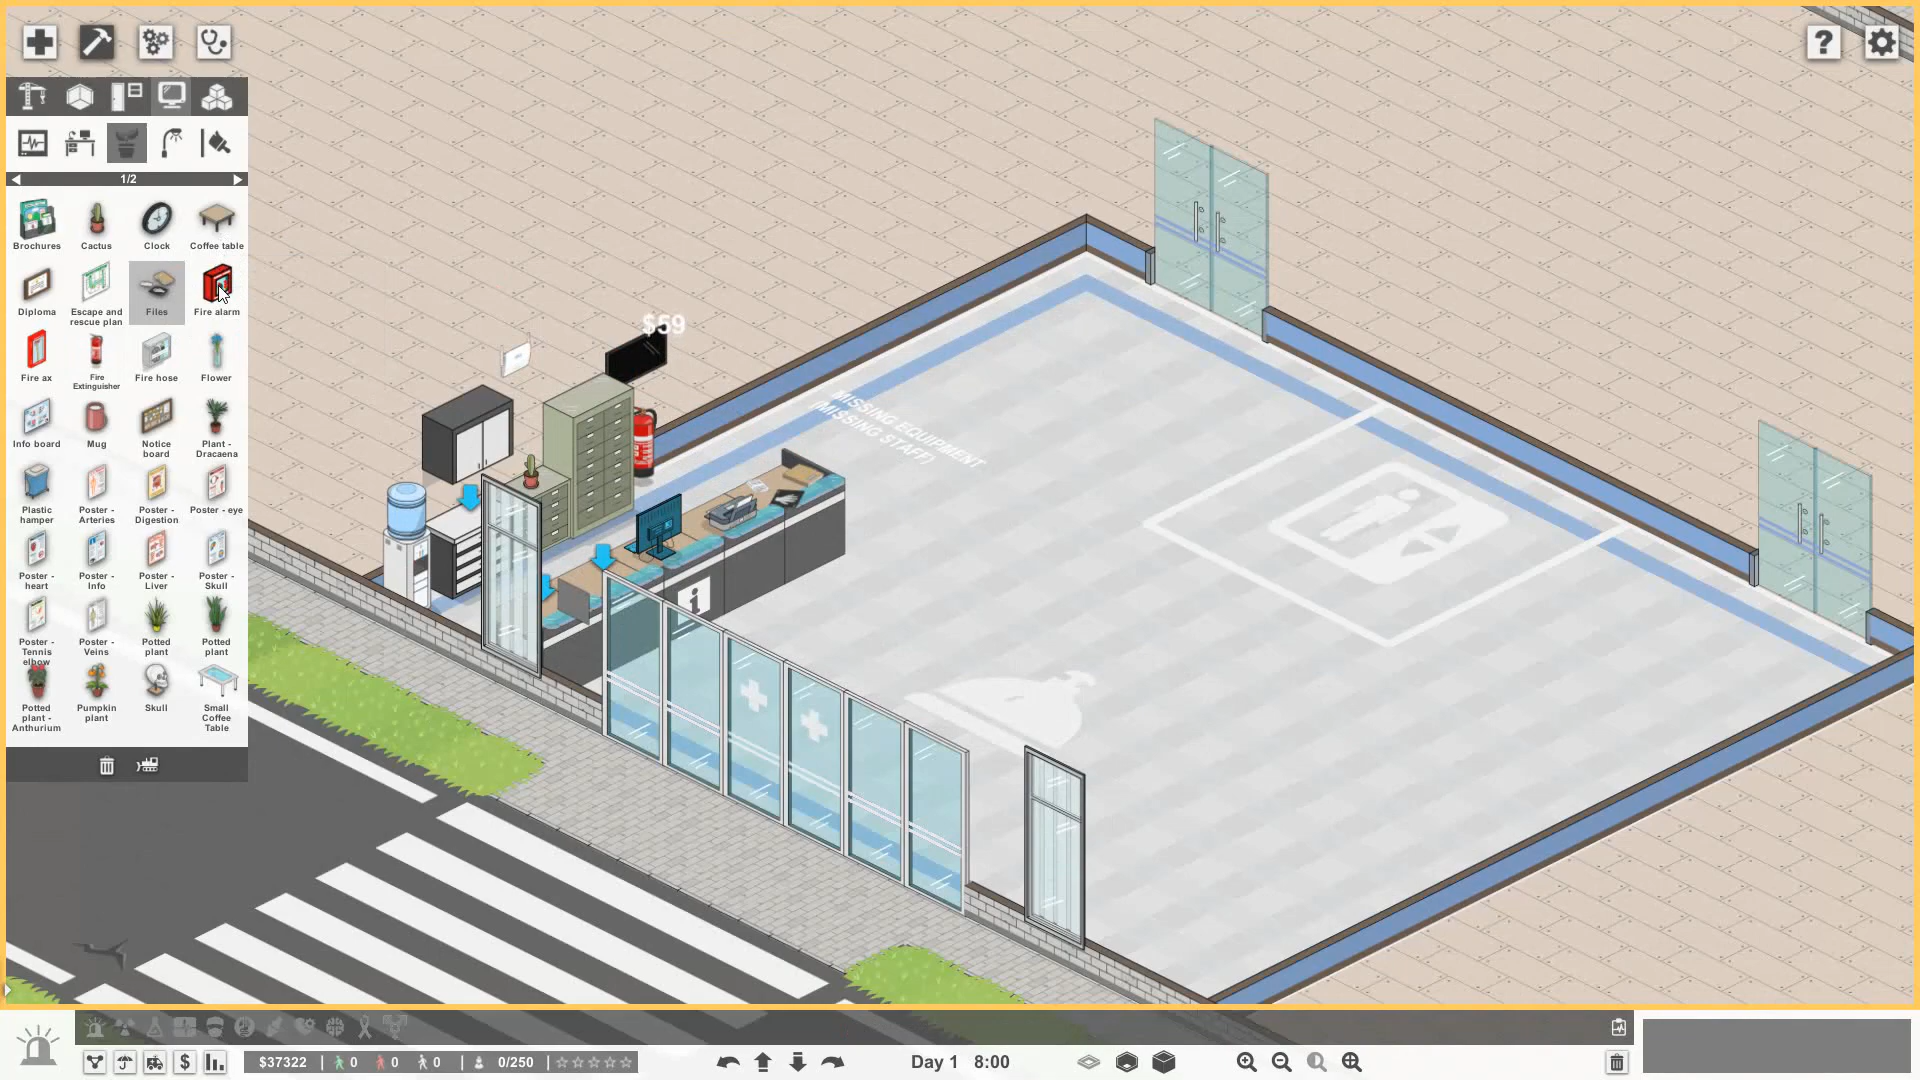 1/2
Brochures
Cactus
Clock
Coffee table
Diploma
Escape and
rescue plan
Files
Fire alarm
Fire ax
Fire
Extinguisher
Fire hose
Flower
Info board
Mug
Notice
board
Plant -
Dracaena
Plastic
hamper
Poster -
Arteries
Poster -
Digestion
Poster - eye
Poster -
heart
Poster -
Info
Poster -
Liver
Poster -
Skull
Poster -
Tennis
elbow
Poster -
Veins
Potted
plant
Potted
plant
Potted
plant -
Anthurium
Pumpkin
plant
Skull
Small
Coffee
Table
$59
MISSING EQUIPMENT
(MISSING STAFF)
i
?
$
$37322
0
0
0
0/250
Day 1 8:00